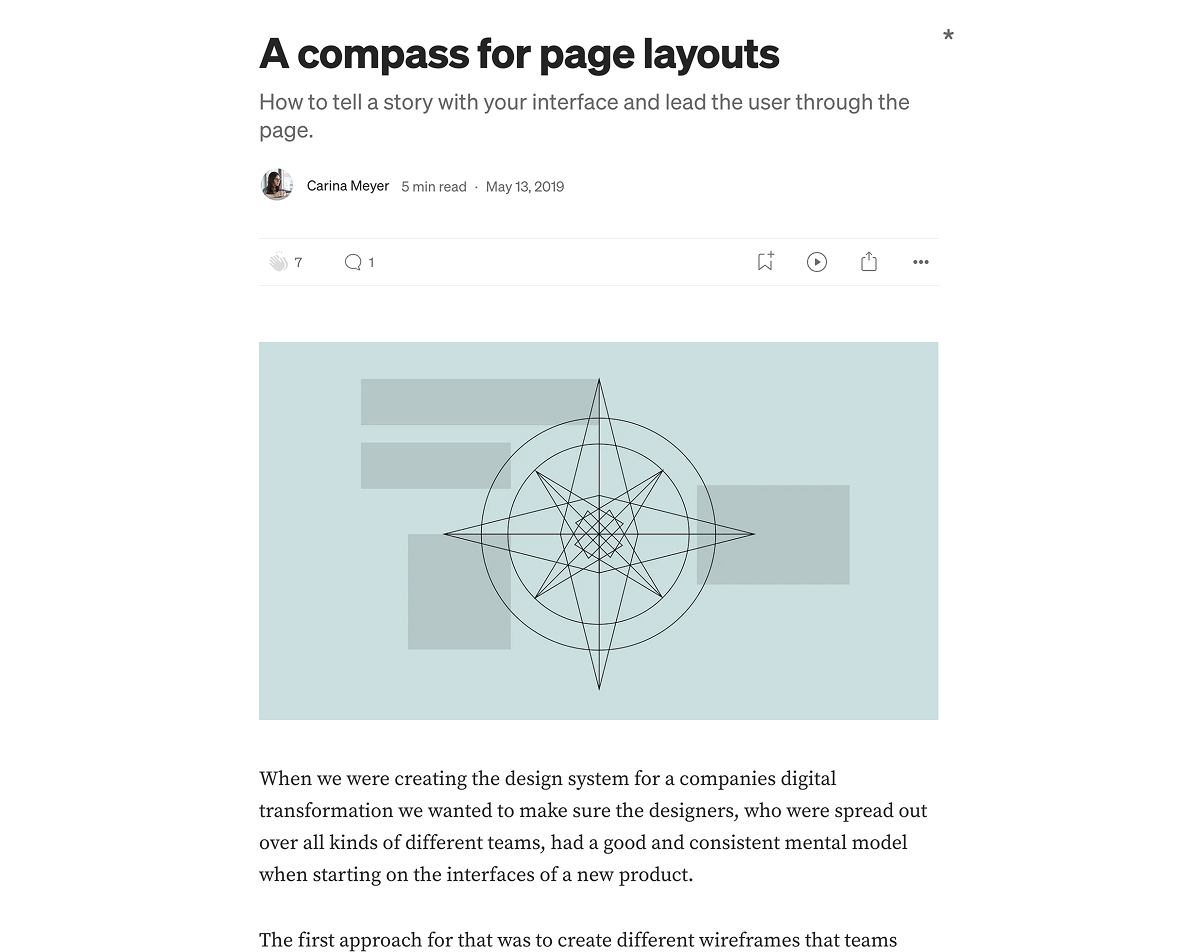 A compass for page layouts
*
How to tell a story with your interface and lead the user through the
page.
Carina Meyer 5 min read · May 13, 2019
7 1
When we were creating the design system for a companies digital
transformation we wanted to make sure the designers, who were spread out
over all kinds of different teams, had a good and consistent mental model
when starting on the interfaces of a new product.
The first approach for that was to create different wireframes that teams